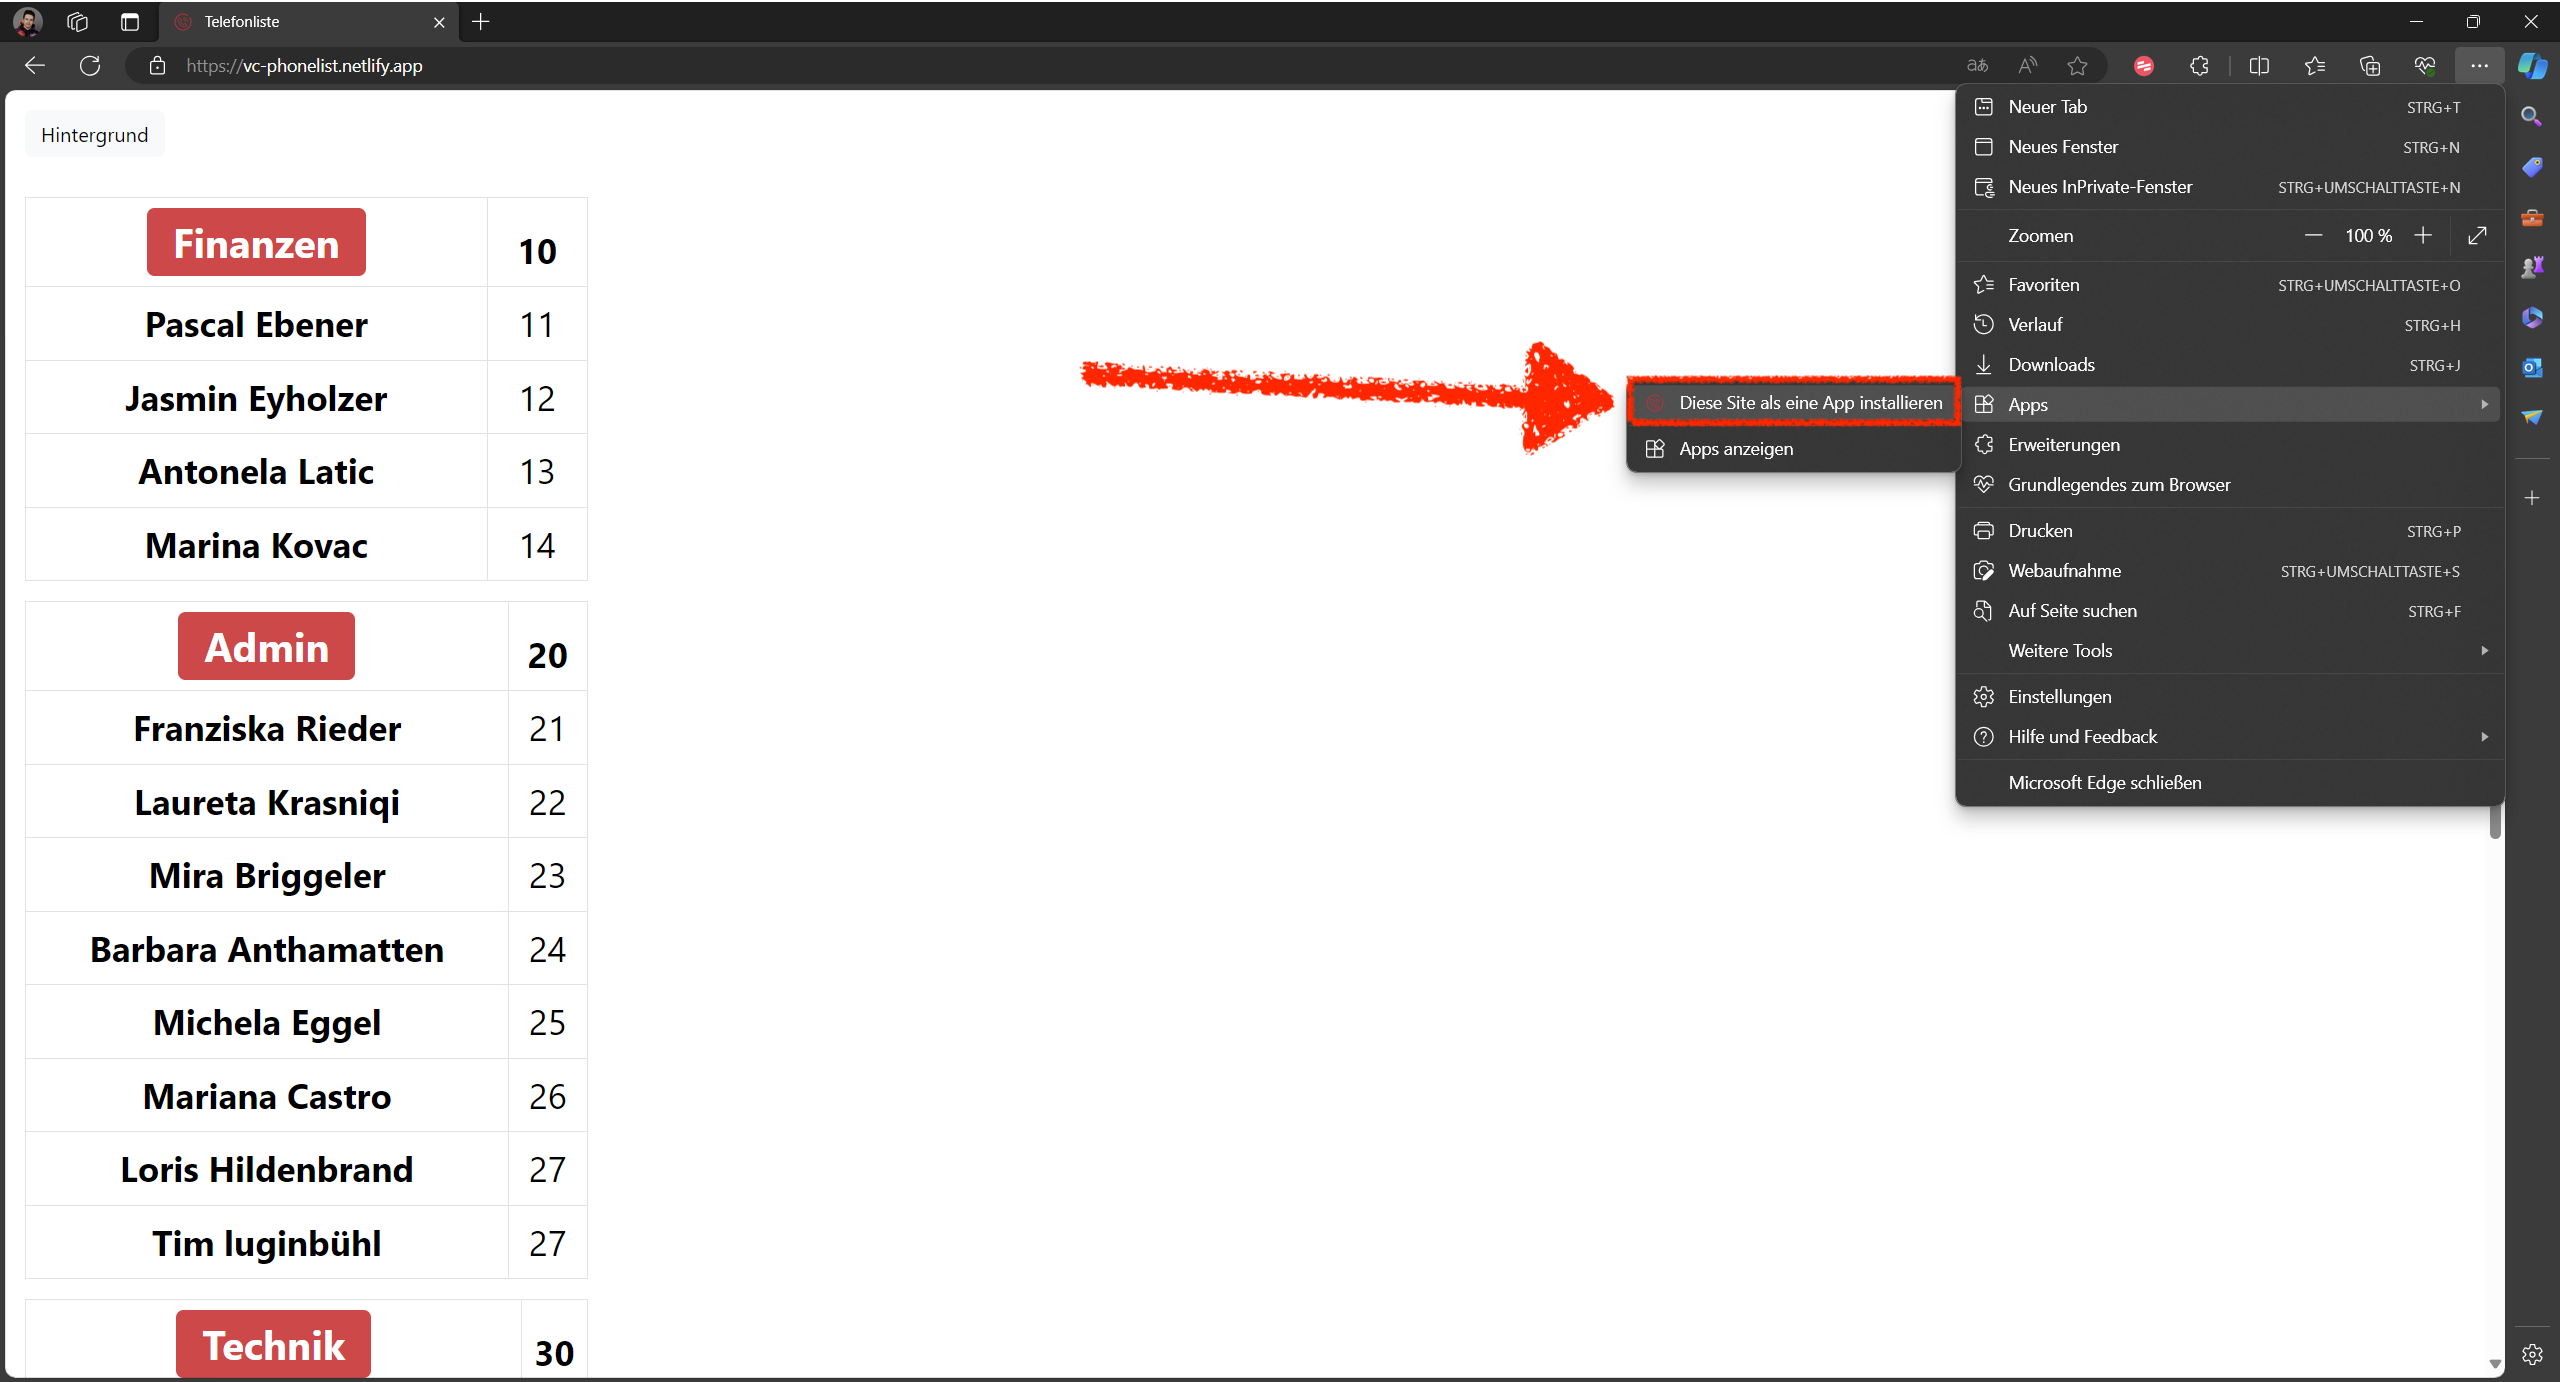 Telefonliste
https://vc-phonelist.netlify.app
Hintergrund
Finanzen 10
Pascal Ebener 11
Jasmin Eyholzer 12
Antonela Latic 13
Marina Kovac 14
Admin 20
Franziska Rieder 21
Laureta Krasniqi 22
Mira Briggeler 23
Barbara Anthamatten 24
Michela Eggel 25
Mariana Castro 26
Loris Hildenbrand 27
Tim luginbühl 27
Technik 30
Diese Site als eine App installieren
Apps anzeigen
Neuer Tab STRG+T
Neues Fenster STRG+N
Neues InPrivate-Fenster STRG+UMSCHALTTASTE+N
Zoomen 100 %
Favoriten STRG+UMSCHALTTASTE+O
Verlauf STRG+H
Downloads STRG+J
Apps
Erweiterungen
Grundlegendes zum Browser
Drucken STRG+P
Webaufnahme STRG+UMSCHALTTASTE+S
Auf Seite suchen STRG+F
Weitere Tools
Einstellungen
Hilfe und Feedback
Microsoft Edge schließen